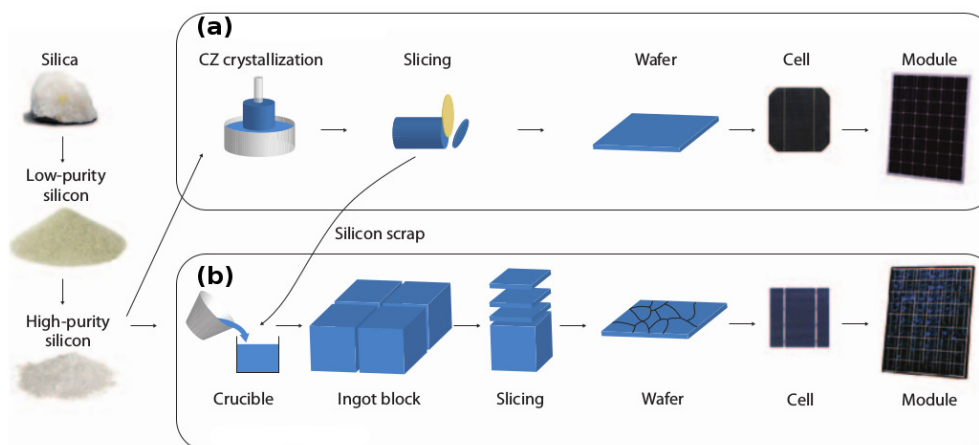 (a)
Silica
CZ crystallization
Slicing
Wafer
Cell
Module
Low-purity
silicon
Silicon scrap
(b)
High-purity
silicon
Crucible
Ingot block
Slicing
Wafer
Cell
Module